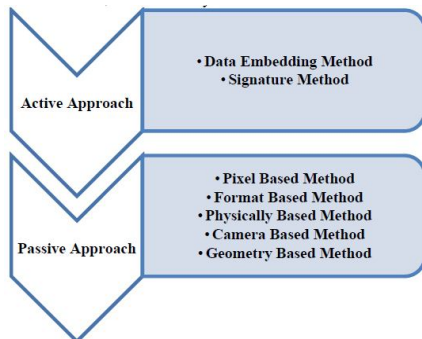 Active Approach
• Data Embedding Method
• Signature Method
Passive Approach
• Pixel Based Method
• Format Based Method
• Physically Based Method
• Camera Based Method
• Geometry Based Method